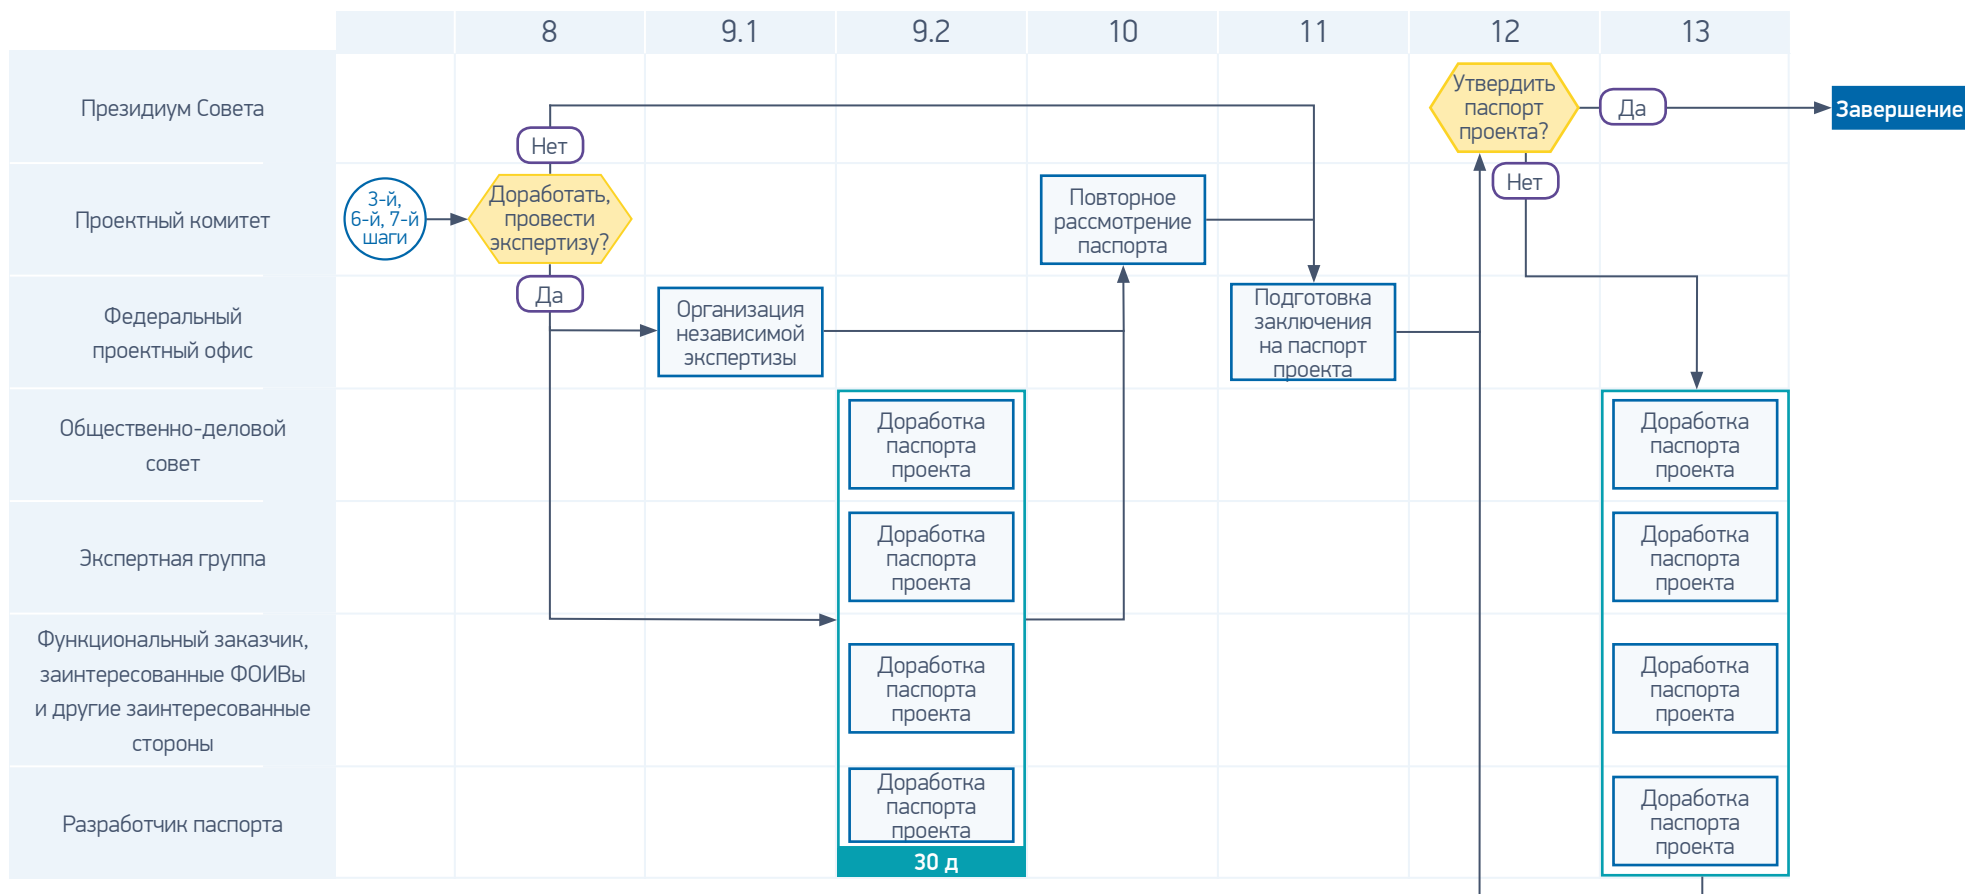 8
9.1
9.2
10
11
12
13
Президиум Совета
Нет
Утвердить
паспорт
проекта?
Да
Завершение
Проектный комитет
3-й,
6-й, 7-й
шаги
Доработать,
провести
экспертизу?
Повторное
рассмотрение
паспорта
Нет
Федеральный
проектный офис
Да
Организация
независимой
экспертизы
Подготовка
заключения
на паспорт
проекта
Общественно-деловой
совет
Доработка
паспорта
проекта
Доработка
паспорта
проекта
Экспертная группа
Доработка
паспорта
проекта
Доработка
паспорта
проекта
Функциональный заказчик,
заинтересованные ФОИВы
и другие заинтересованные
стороны
Доработка
паспорта
проекта
Доработка
паспорта
проекта
Разработчик паспорта
Доработка
паспорта
проекта
30 д
Доработка
паспорта
проекта